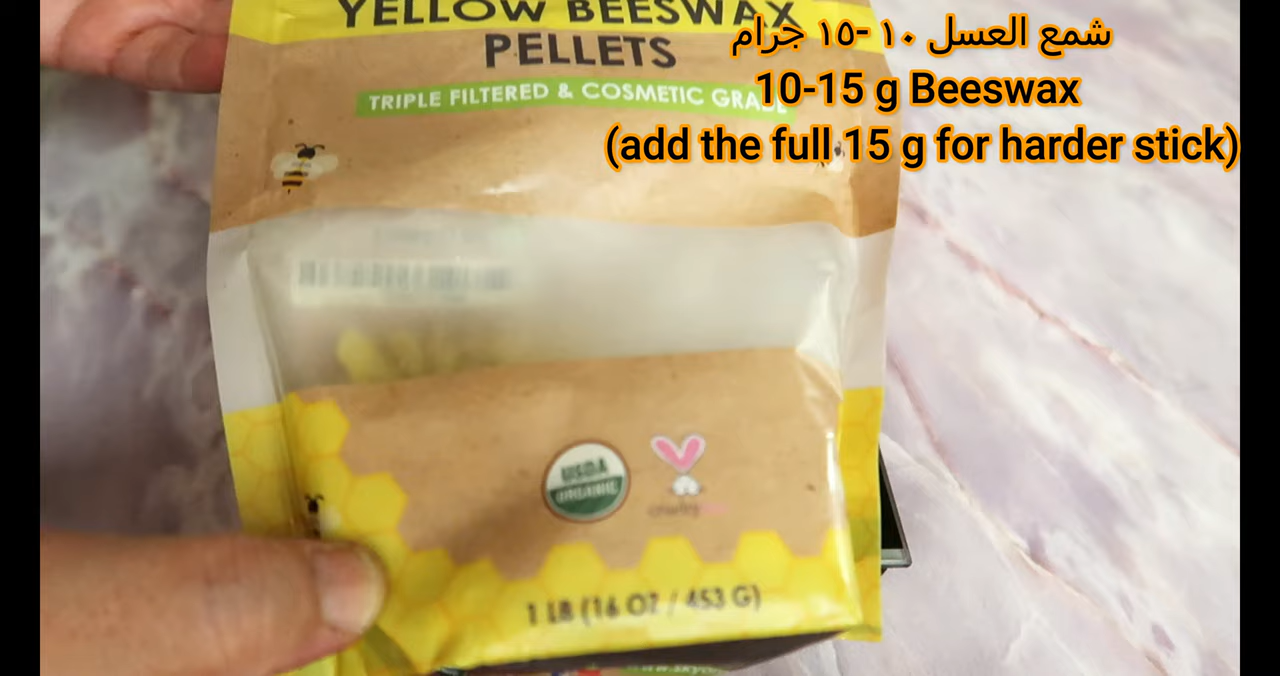 YELLOW BEESWAX
PELLETS
TRIPLE FILTERED & COSMETIC GRADE
شمع العسل ١٠ -١٥ جرام
10-15 g Beeswax
(add the full 15 g for harder stick)
USDA
ORGANIC
1 LB (16 OZ / 453 G)